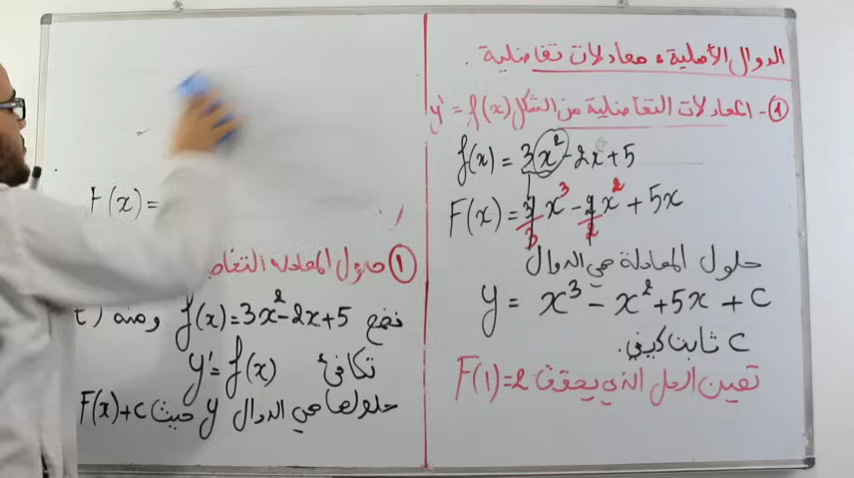 الدوال الأصلية، معادلات تفاضلية.
1- المعادلات التفاضلية من الشكل y' = f(x)
f(x) = 3x² - 2x + 5
F(x) = 3/3 x³ - 2/2 x² + 5x
حلول المعادلة هي الدوال
y = x³ - x² + 5x + C
C ثابت كيفي.
تعيين الحل الذي يحقق F(1)=2
F(x) =
1 حلول المعادلة
نضع f(x) = 3x² - 2x + 5 ومنه
تكافئ y' = f(x)
حلولها هي الدوال y حيث F(x)+C